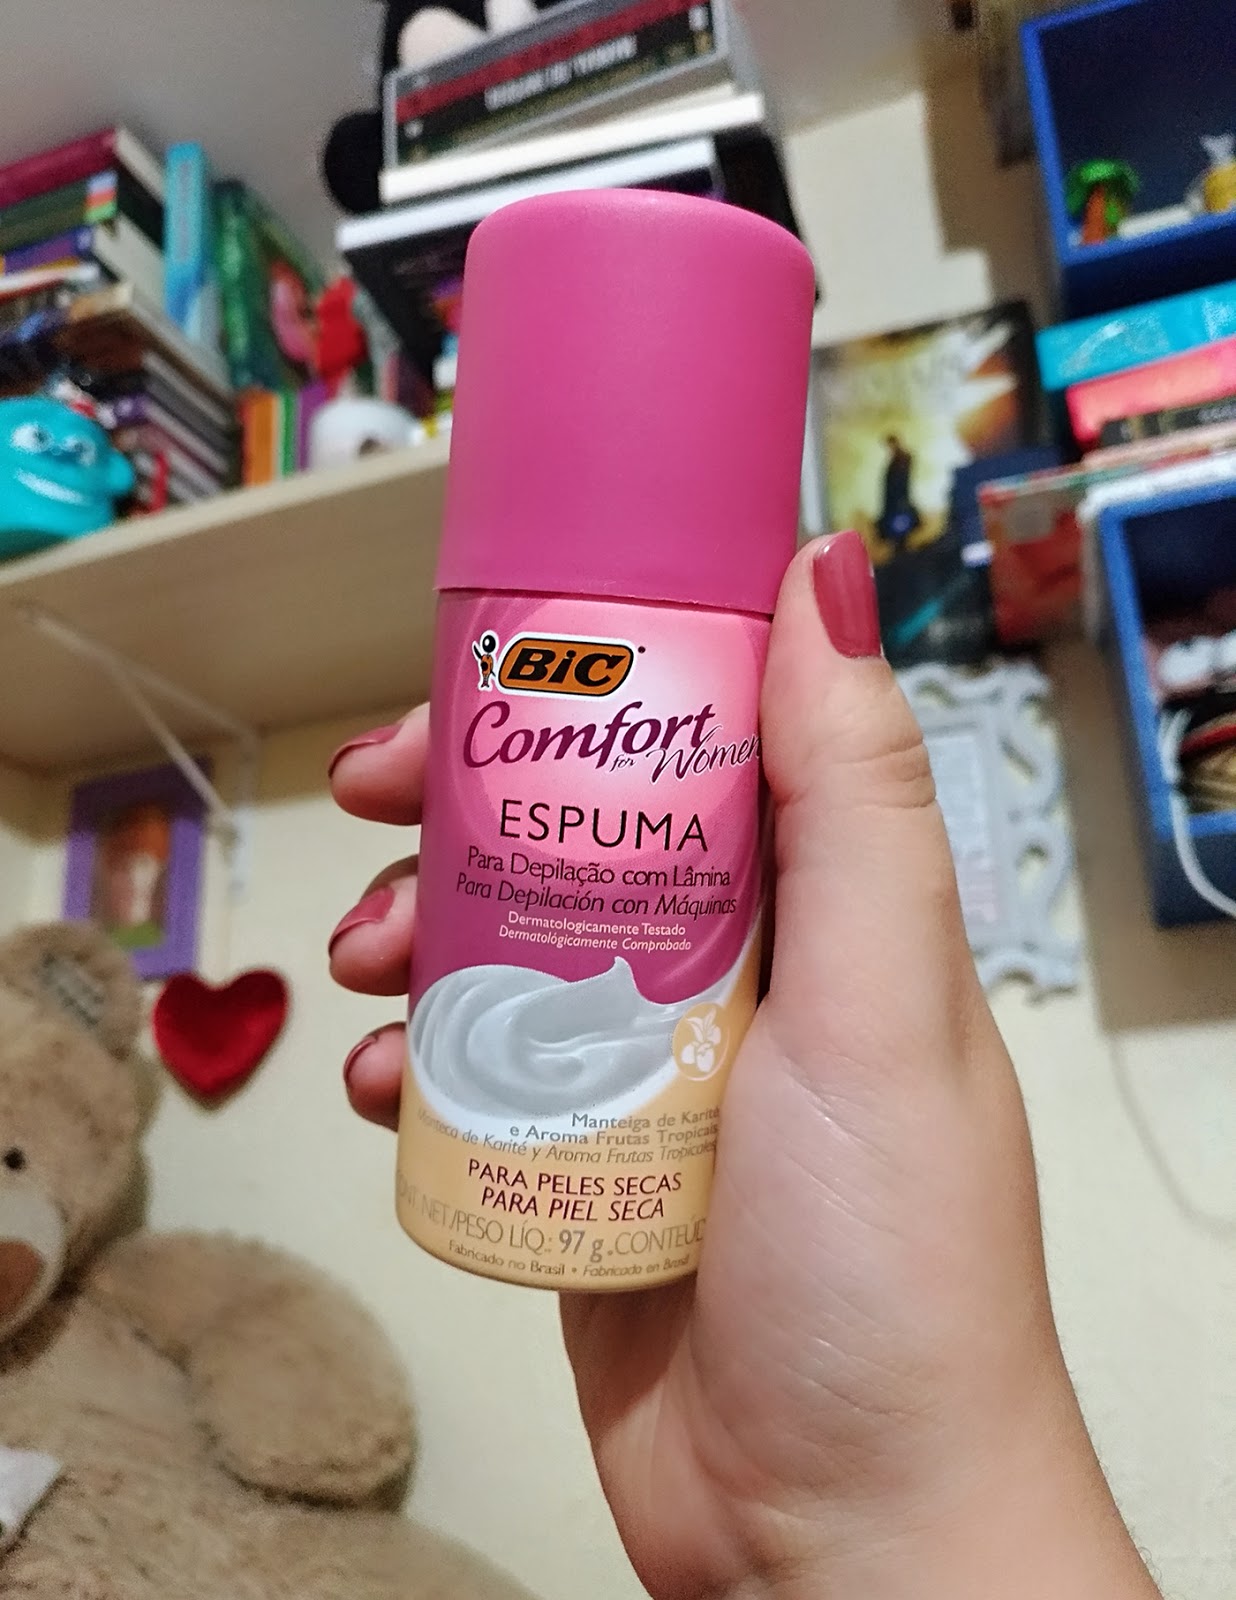 BiC
Comfort
for Women
ESPUMA
Para Depilação com Lâmina
Para Depilación con Máquinas
Dermatologicamente Testado
Dermatológicamente Comprobado
Manteiga de Karité
e Aroma Frutas Tropicais
Manteca de Karité y Aroma Frutas Tropicales
PARA PELES SECAS
PARA PIEL SECA
NET/PESO LÍQ.: 97 g.
Fabricado no Brasil • Fabricado en Brasil